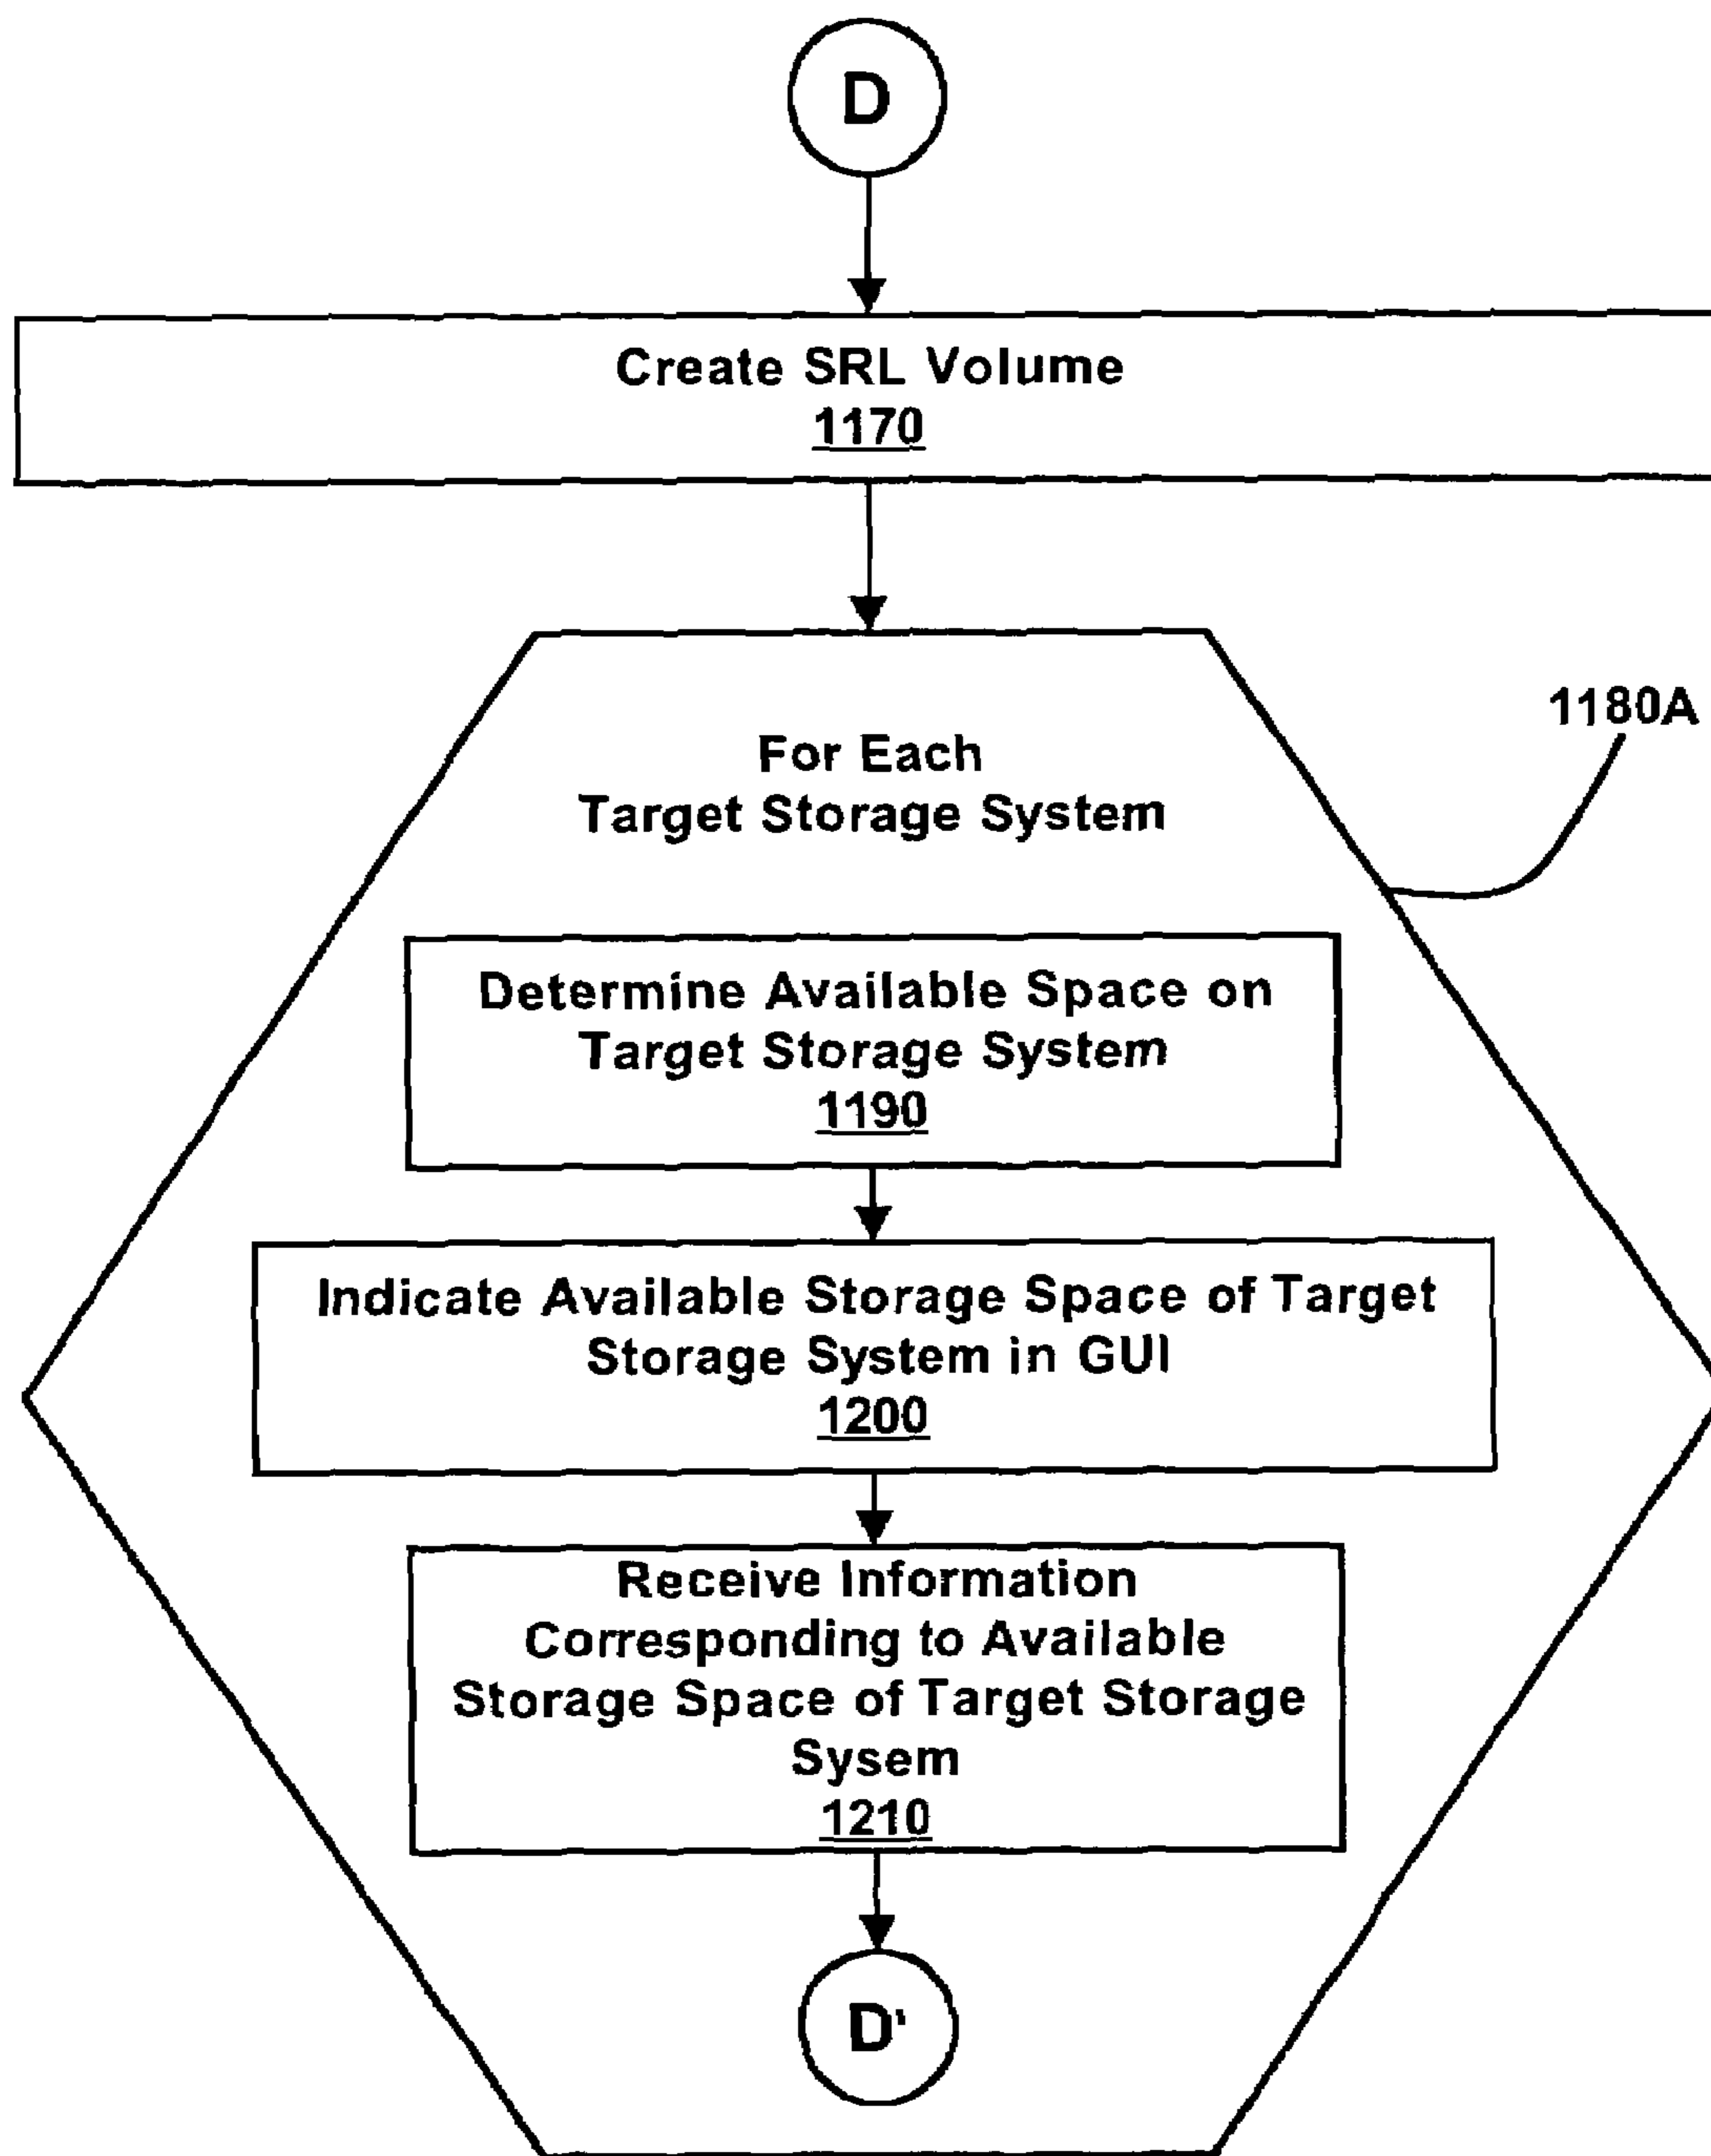 D
Create SRL Volume
1170
1180A
For Each
Target Storage System
Determine Available Space on
Target Storage System
1190
Indicate Available Storage Space of Target
Storage System in GUI
1200
Receive Information
Corresponding to Available
Storage Space of Target Storage
Sysem
1210
D'